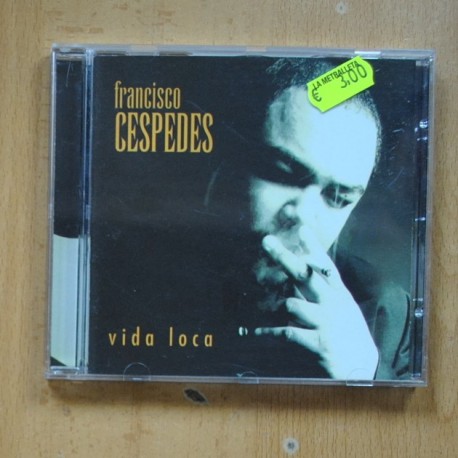 francisco
CESPEDES
LA METRALLETA
€ 3,00
vida loca